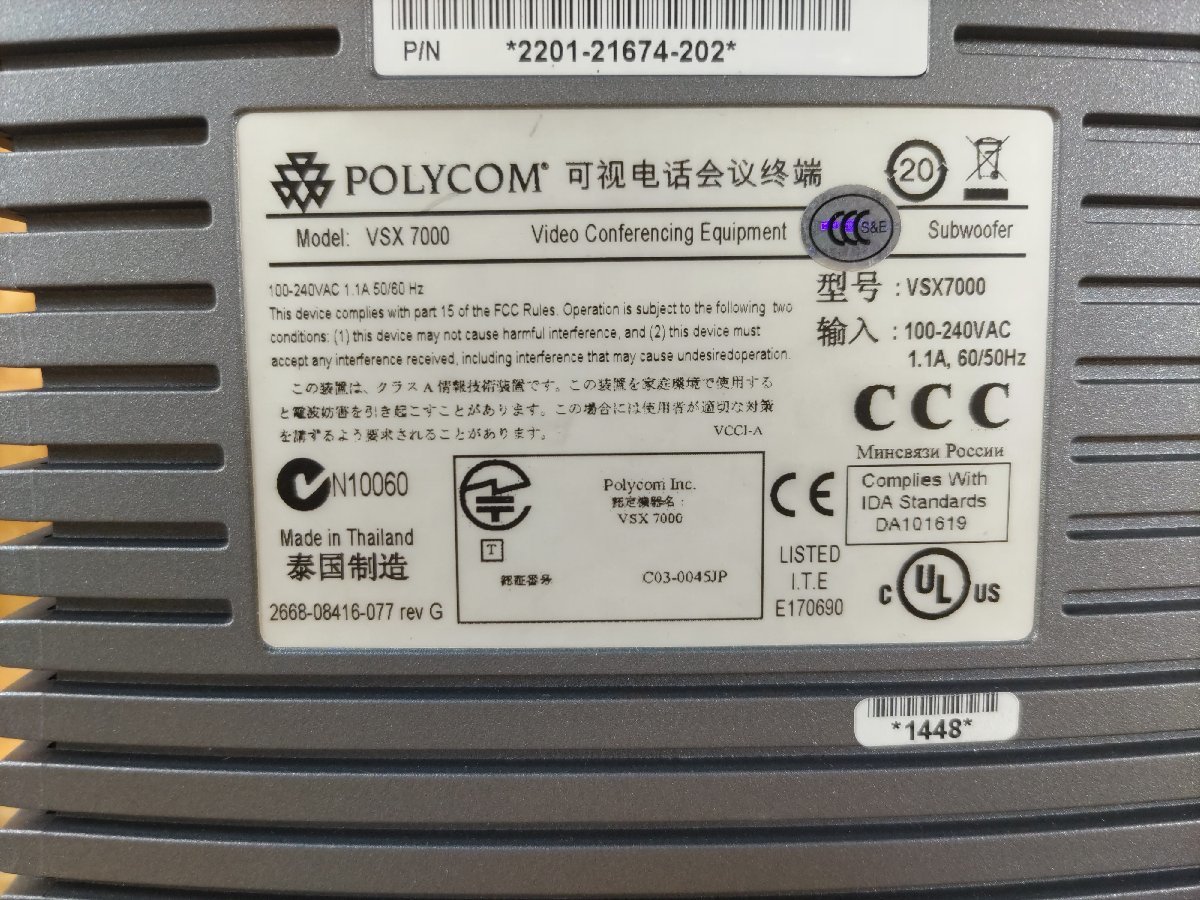 P/N *2201-21674-202*
POLYCOM® 可视电话会议终端
20
Model: VSX 7000 Video Conferencing Equipment CCC S&E Subwoofer
100-240VAC 1.1A 50/60 Hz
This device complies with part 15 of the FCC Rules. Operation is subject to the following two
conditions: (1) this device may not cause harmful interference, and (2) this device must
accept any interference received, including interference that may cause undesiredoperation.
この装置は、クラスA情報技術装置です。この装置を家庭環境で使用する
と電波妨害を引き起こすことがあります。この場合には使用者が適切な対策
を講ずるよう要求されることがあります。 VCCI-A
型号 : VSX7000
输入 : 100-240VAC
1.1A, 60/50Hz
CCC
Минсвязи России
N10060
Made in Thailand
泰国制造
2668-08416-077 rev G
Polycom Inc.
認定機器名 :
VSX 7000
T
認証番号 C03-0045JP
CE
Complies With
IDA Standards
DA101619
LISTED
I.T.E
E170690
C UL US
*1448*